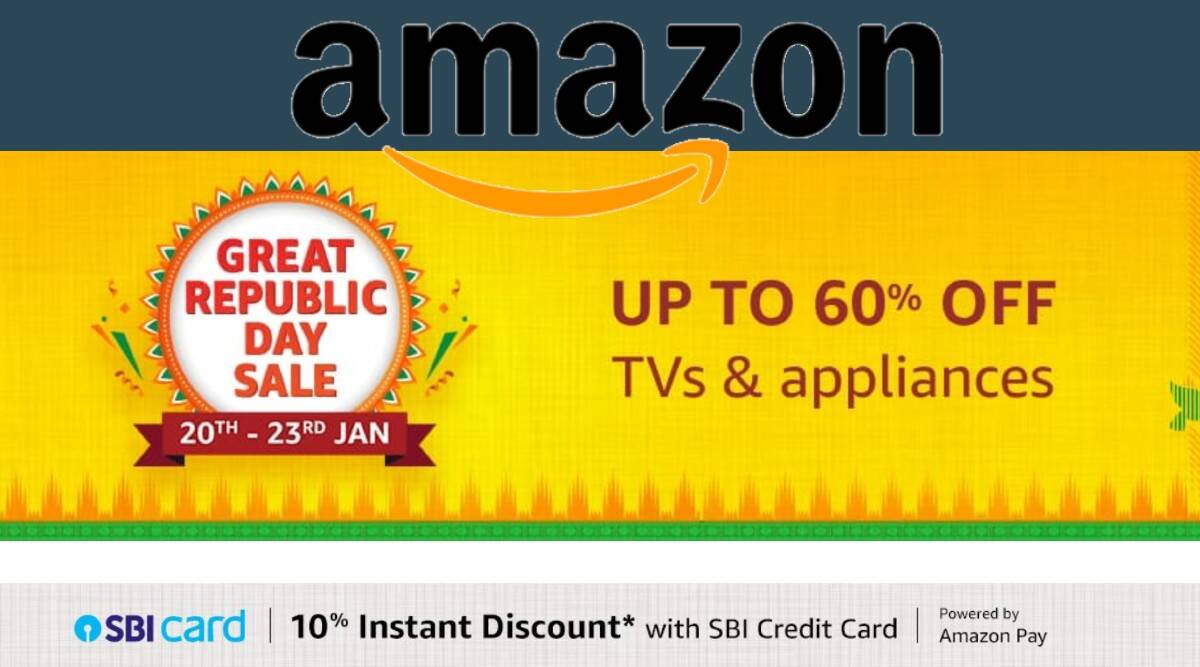 amazon
GREAT
REPUBLIC
DAY
SALE
20TH - 23RD JAN
UP TO 60% OFF
TVs & appliances
SBI card
10% Instant Discount* with SBI Credit Card
Powered by
Amazon Pay